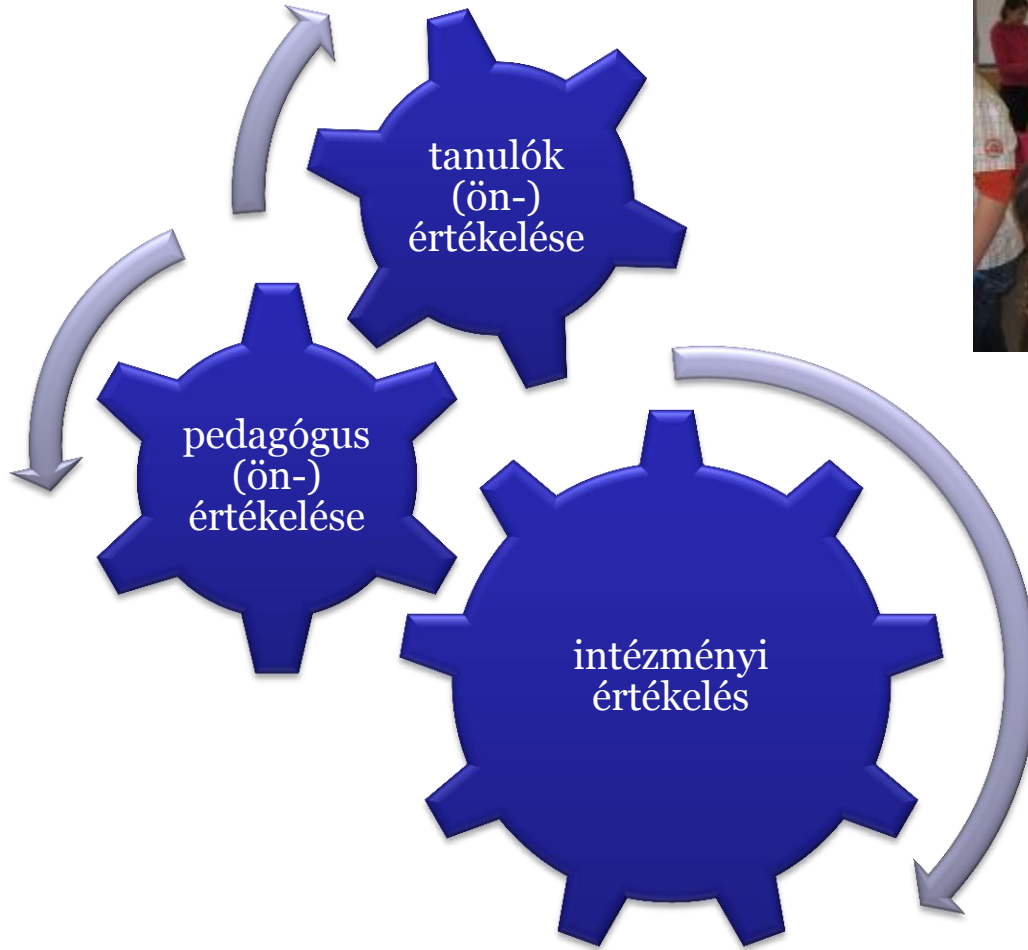 tanulók
(ön-)
értékelése
pedagógus
(ön-)
értékelése
intézményi
értékelés